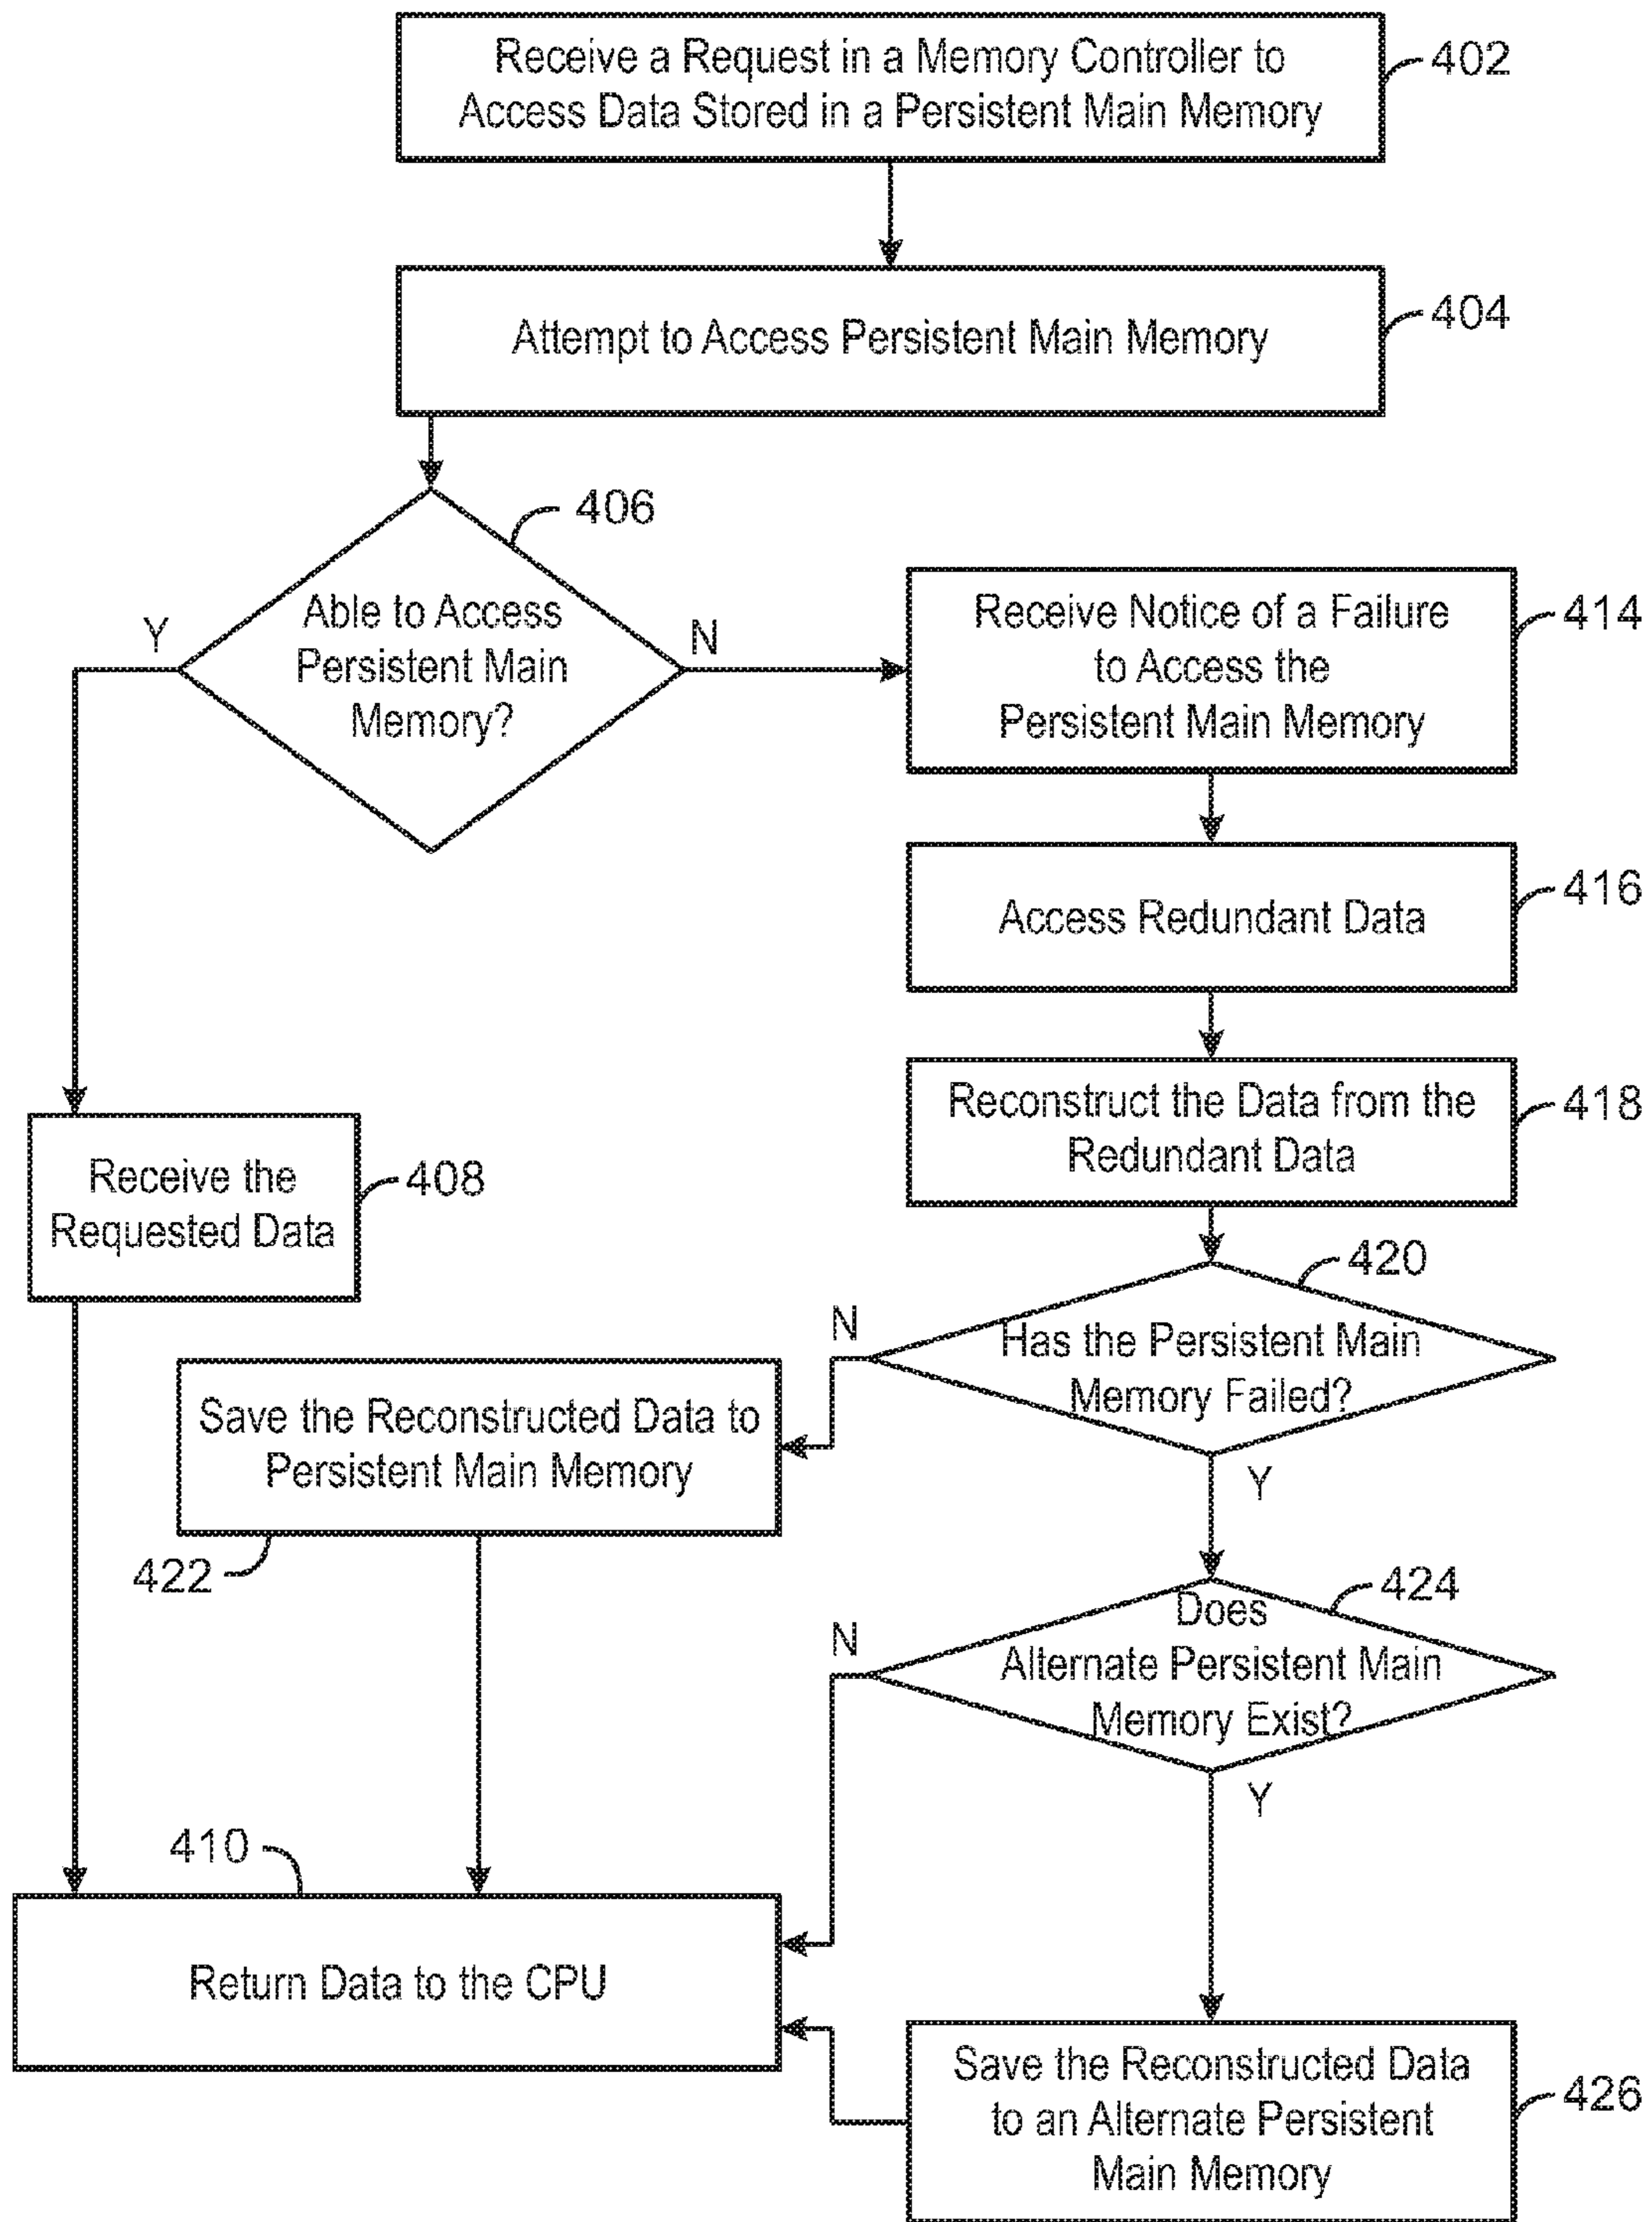 Receive a Request in a Memory Controller to
Access Data Stored in a Persistent Main Memory
402
Attempt to Access Persistent Main Memory
404
406
Able to Access
Persistent Main
Memory?
Y
N
Receive Notice of a Failure
to Access the
Persistent Main Memory
414
Access Redundant Data
416
Reconstruct the Data from the
Redundant Data
418
Receive the
Requested Data
408
420
Has the Persistent Main
Memory Failed?
N
Y
Save the Reconstructed Data to
Persistent Main Memory
422
424
Does
Alternate Persistent Main
Memory Exist?
N
Y
410
Return Data to the CPU
Save the Reconstructed Data
to an Alternate Persistent
Main Memory
426